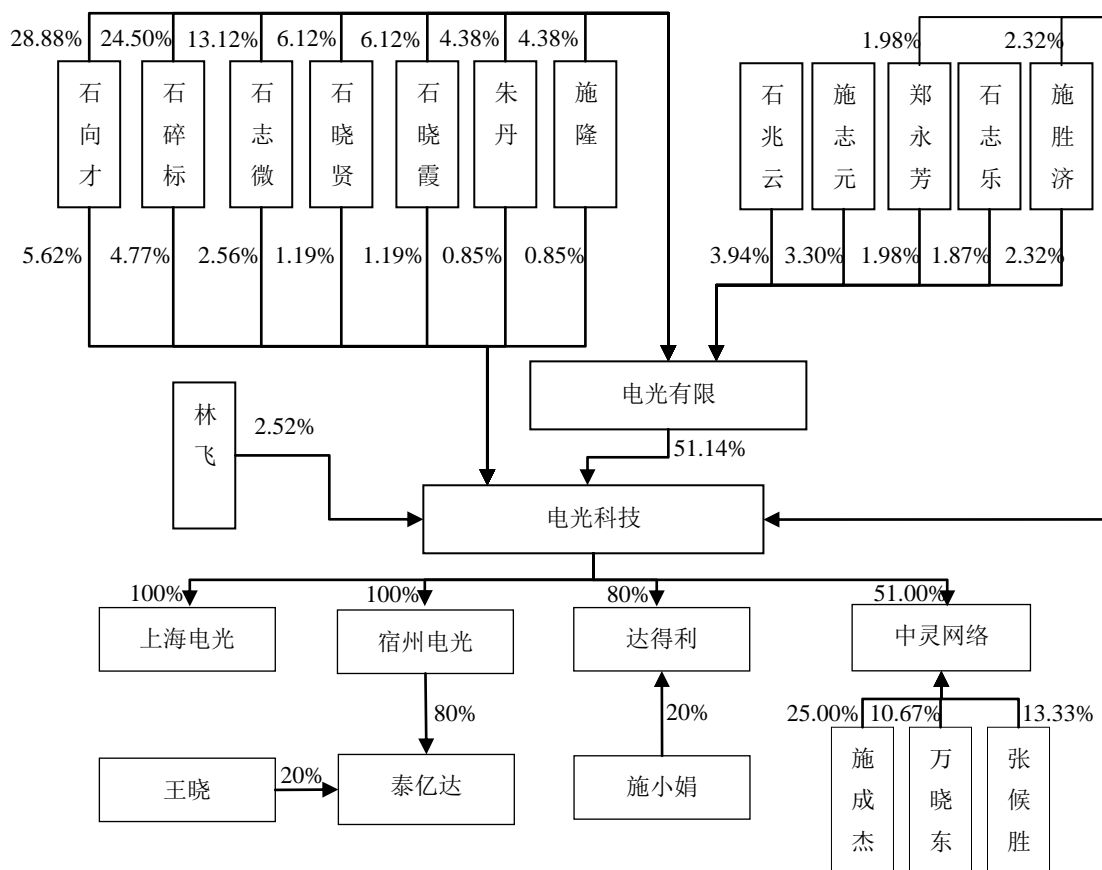 28.88% 24.50% 13.12% 6.12% 6.12% 4.38% 4.38% 1.98% 2.32%
石向才 石碎标 石志微 石晓贤 石晓霞 朱丹 施隆 石兆云 施志元 郑永芳 石志乐 施胜济
5.62% 4.77% 2.56% 1.19% 1.19% 0.85% 0.85% 3.94% 3.30% 1.98% 1.87% 2.32%
电光有限
林飞
2.52%
51.14%
电光科技
100% 100% 80% 51.00%
上海电光 宿州电光 达得利 中灵网络
80% 20% 25.00% 10.67% 13.33%
王晓 20% 泰亿达 施小娟 施成杰 万晓东 张候胜